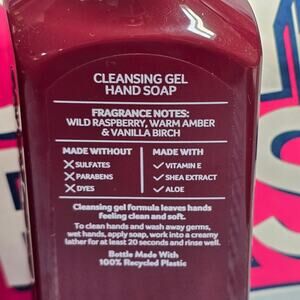 CLEANSING GEL
HAND SOAP
FRAGRANCE NOTES:
WILD RASPBERRY, WARM AMBER
& VANILLA BIRCH
MADE WITHOUT
SULFATES
PARABENS
DYES
MADE WITH
VITAMIN E
SHEA EXTRACT
ALOE
Cleansing gel formula leaves hands
feeling clean and soft.
To clean hands and wash away germs,
wet hands, apply soap, work into a creamy
lather for at least 20 seconds and rinse well.
Bottle Made With
100% Recycled Plastic